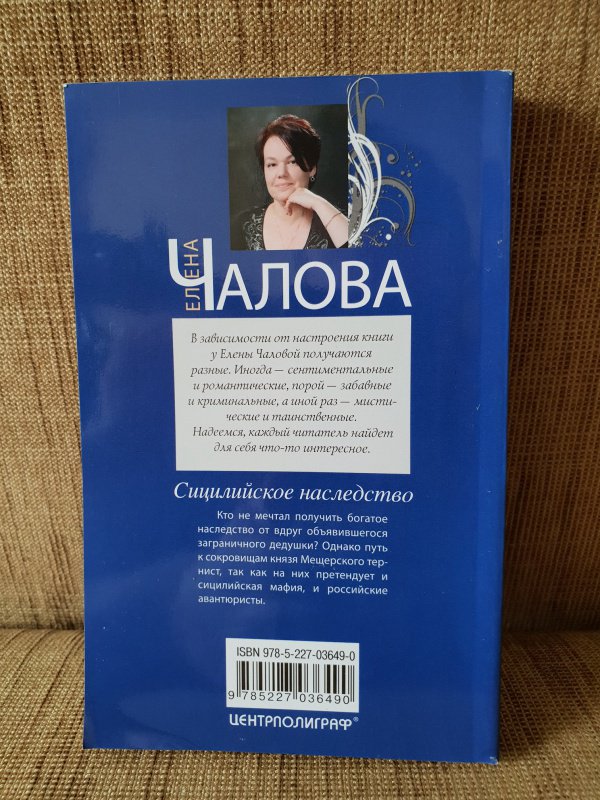 ЕЛЕНА
ЧАЛОВА
В зависимости от настроения книги
у Елены Чаловой получаются
разные. Иногда — сентиментальные
и романтические, порой — забавные
и криминальные, а иной раз — мисти-
ческие и таинственные.
Надеемся, каждый читатель найдет
для себя что-то интересное.
Сицилийское наследство
Кто не мечтал получить богатое
наследство от вдруг объявившегося
заграничного дедушки? Однако путь
к сокровищам князя Мещерского тер-
нист, так как на них претендует и
сицилийская мафия, и российские
авантюристы.
ISBN 978-5-227-03649-0
9 785227 036490
ЦЕНТРПОЛИГРАФ®